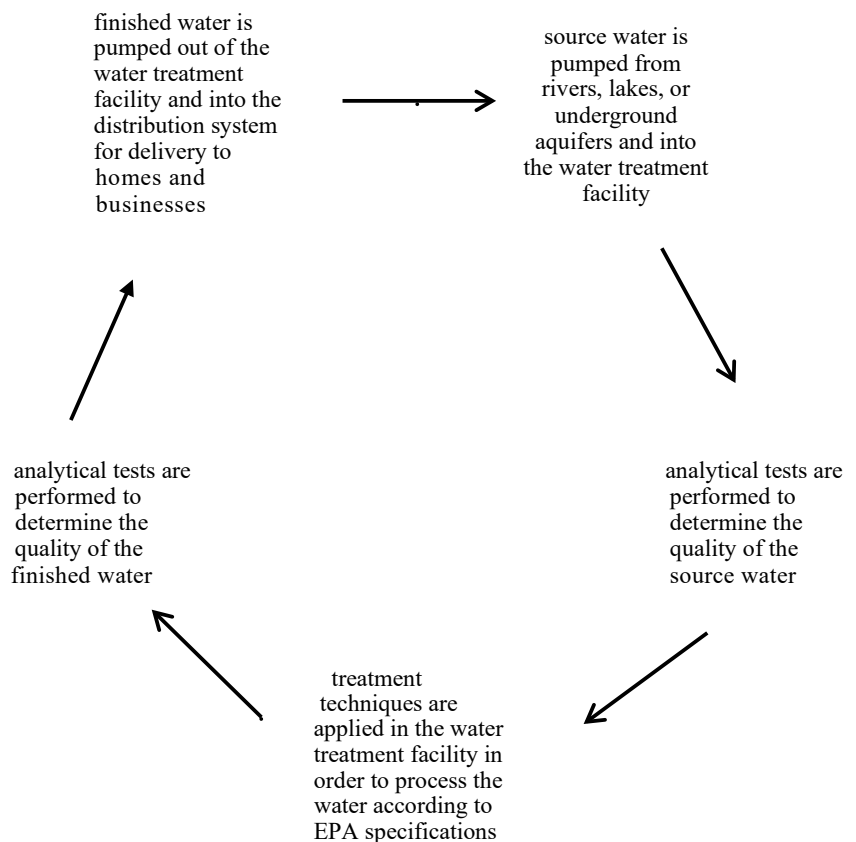 finished water is
pumped out of the
water treatment
facility and into the
distribution system
for delivery to
homes and
businesses
source water is
pumped from
rivers, lakes, or
underground
aquifers and into
the water treatment
facility
analytical tests are
performed to
determine the
quality of the
source water
treatment
techniques are
applied in the water
treatment facility in
order to process the
water according to
EPA specifications
analytical tests are
performed to
determine the
quality of the
finished water